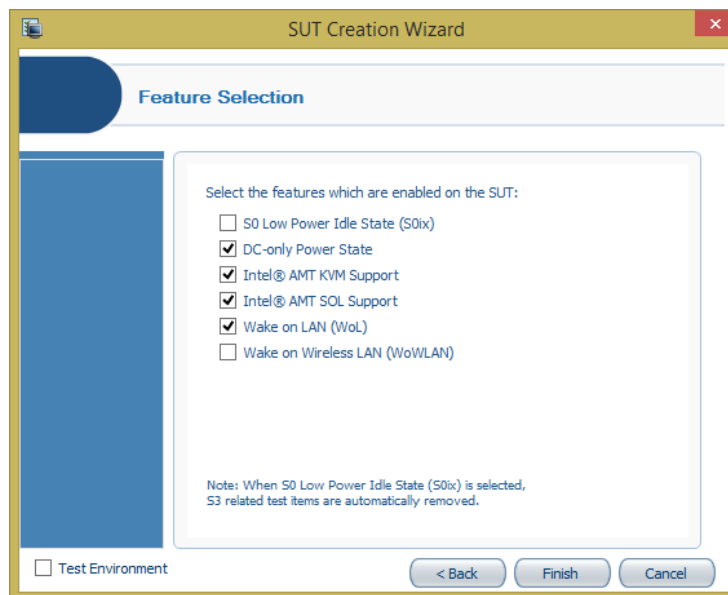 SUT Creation Wizard
Feature Selection
Select the features which are enabled on the SUT:
S0 Low Power Idle State (S0ix)
DC-only Power State
Intel® AMT KVM Support
Intel® AMT SOL Support
Wake on LAN (WoL)
Wake on Wireless LAN (WoWLAN)
Note: When S0 Low Power Idle State (S0ix) is selected,
S3 related test items are automatically removed.
Test Environment
< Back
Finish
Cancel